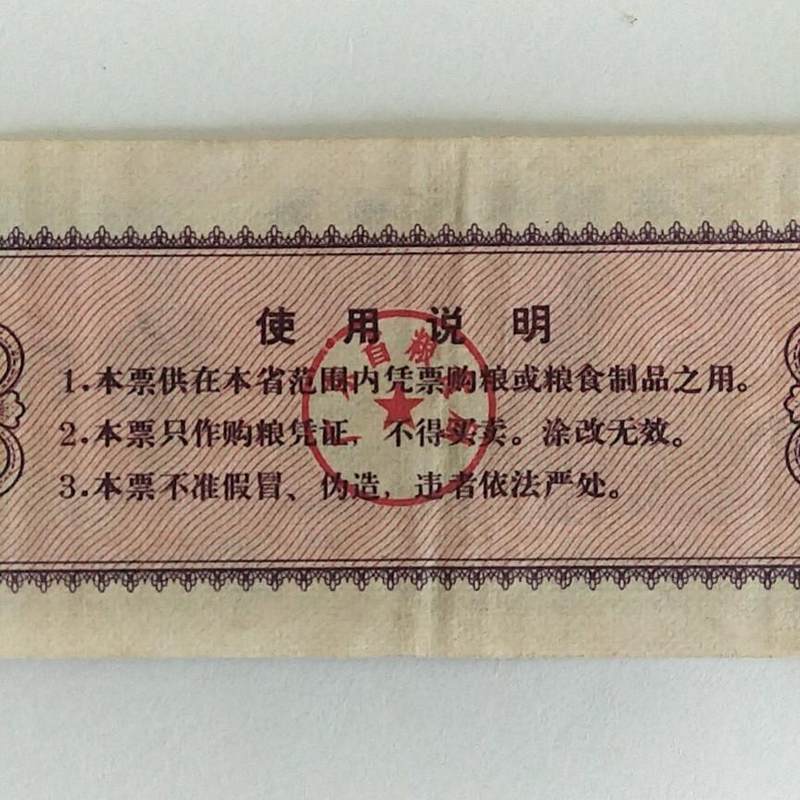 使用说明
1.本票供在本省范围内凭票购粮或粮食制品之用。
2.本票只作购粮凭证，不得买卖。涂改无效。
3.本票不准假冒、伪造，违者依法严处。
省粮